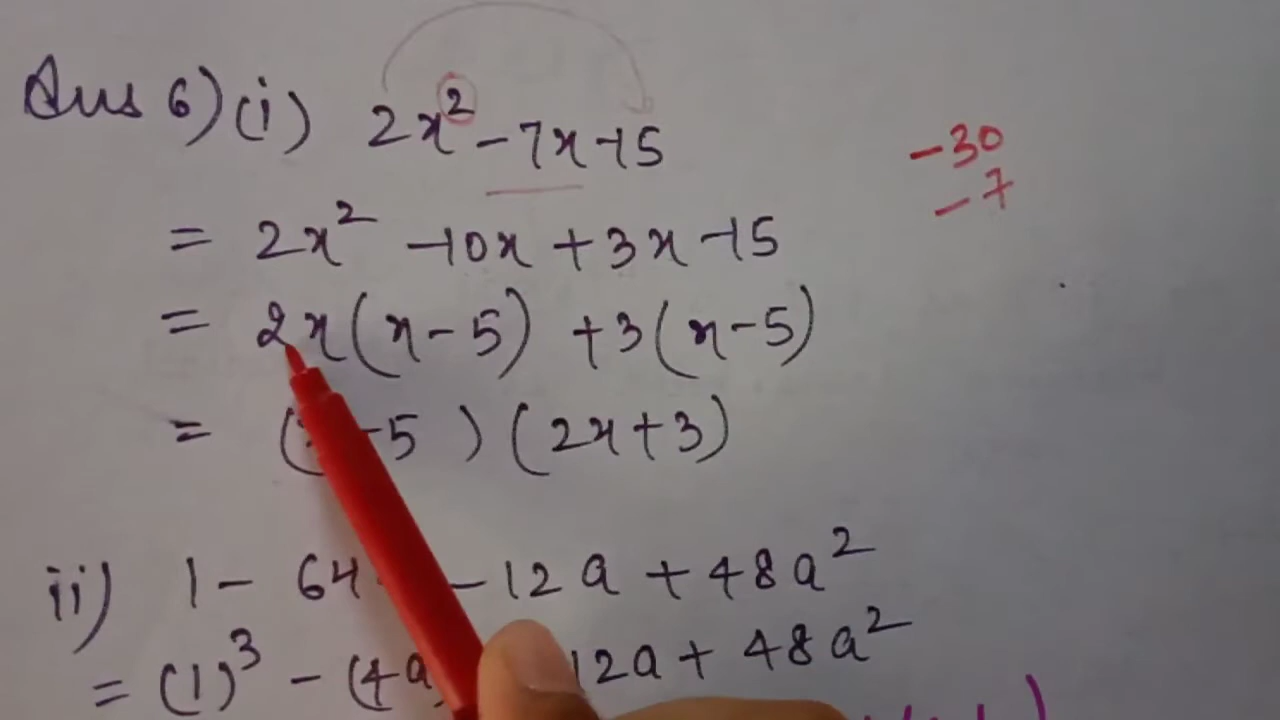 Ans 6) (i) 2x² - 7x - 15
- 30
- 7
= 2x² - 10x + 3x - 15
= 2x (x - 5) + 3 (x - 5)
= ( - 5 ) (2x + 3)
ii) 1 - 64 - 12a + 48a²
= (1)³ - (4a 12a + 48a²